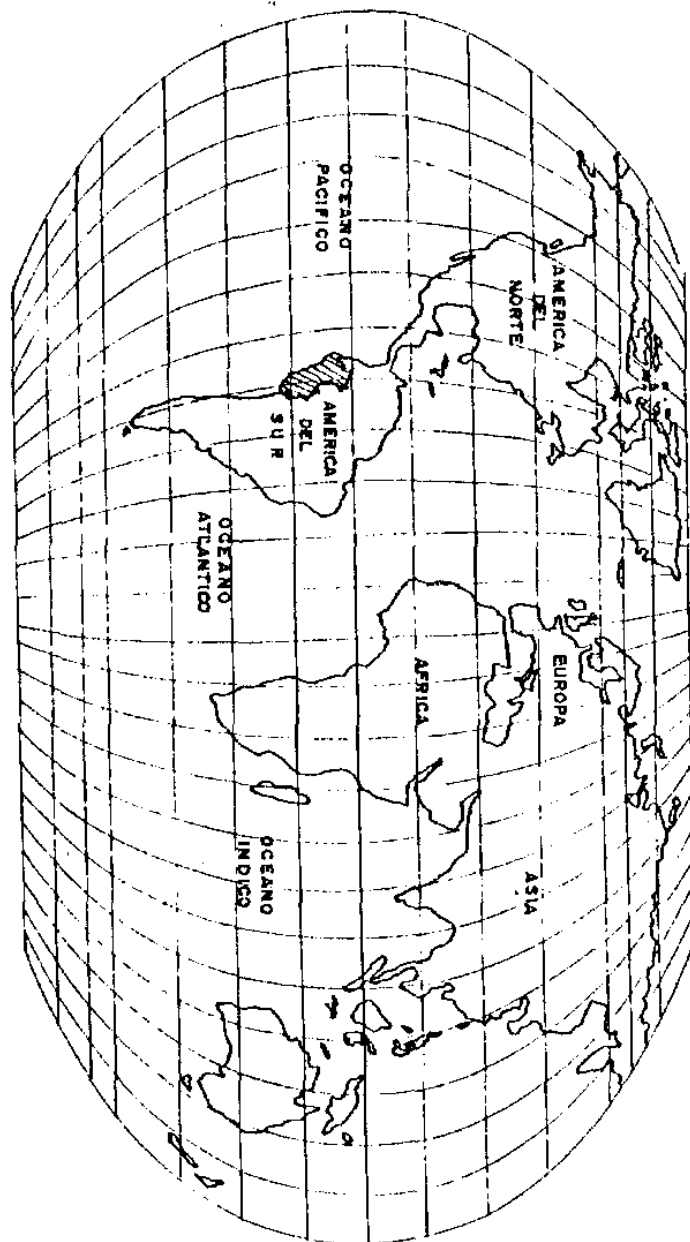 AMERICA
DEL
NORTE
OCEANO
PACIFICO
AMERICA
DEL
SUR
OCEANO
ATLANTICO
EUROPA
AFRICA
ASIA
OCEANO
INDICO